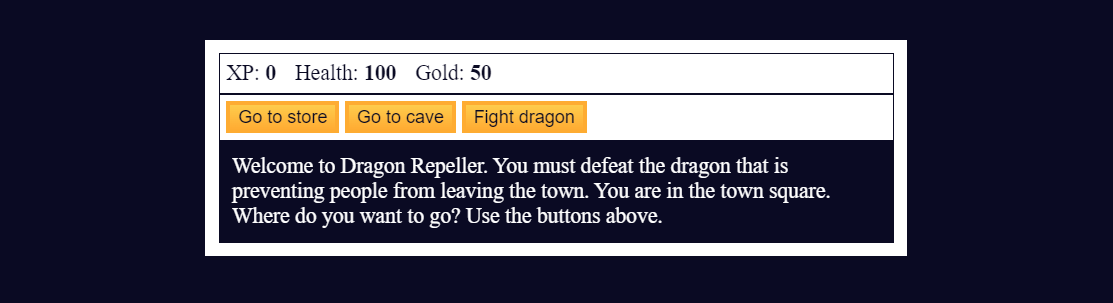 XP: 0 Health: 100 Gold: 50
Go to store Go to cave Fight dragon
Welcome to Dragon Repeller. You must defeat the dragon that is
preventing people from leaving the town. You are in the town square.
Where do you want to go? Use the buttons above.